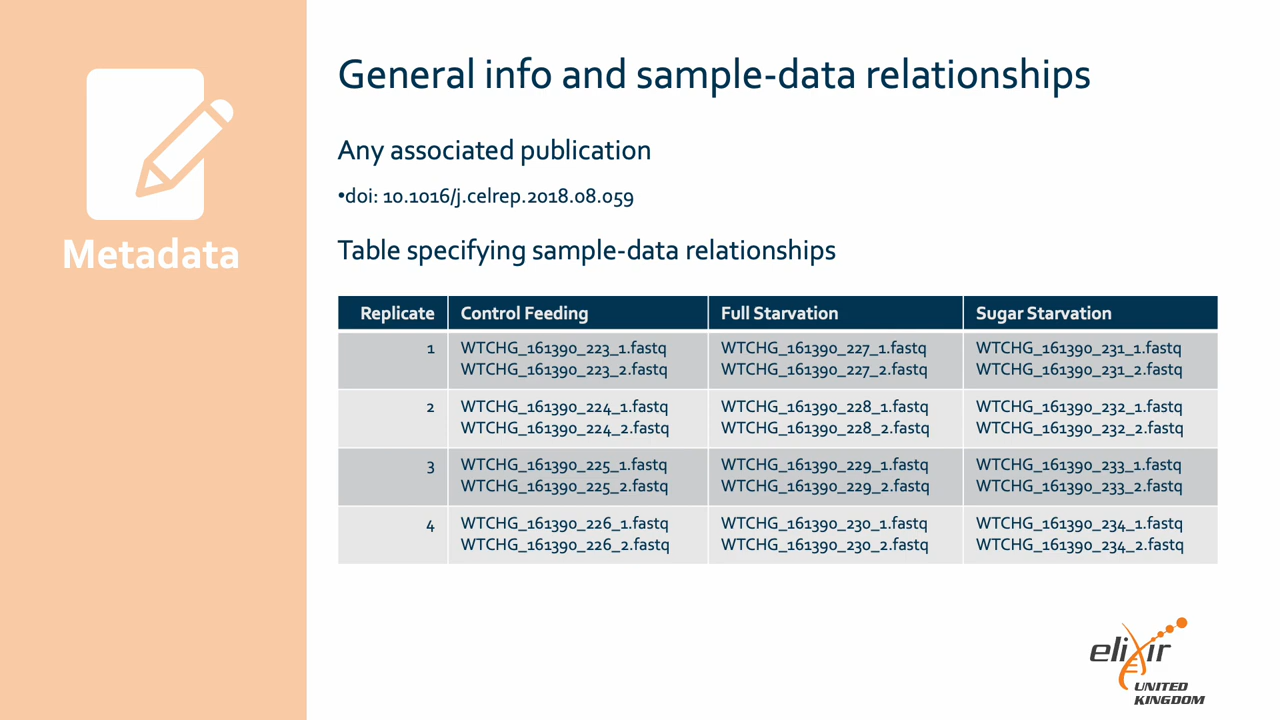 General info and sample-data relationships
Metadata
Any associated publication
•doi: 10.1016/j.celrep.2018.08.059
Table specifying sample-data relationships
Replicate Control Feeding Full Starvation Sugar Starvation
1 WTCHG_161390_223_1.fastq WTCHG_161390_227_1.fastq WTCHG_161390_231_1.fastq
WTCHG_161390_223_2.fastq WTCHG_161390_227_2.fastq WTCHG_161390_231_2.fastq
2 WTCHG_161390_224_1.fastq WTCHG_161390_228_1.fastq WTCHG_161390_232_1.fastq
WTCHG_161390_224_2.fastq WTCHG_161390_228_2.fastq WTCHG_161390_232_2.fastq
3 WTCHG_161390_225_1.fastq WTCHG_161390_229_1.fastq WTCHG_161390_233_1.fastq
WTCHG_161390_225_2.fastq WTCHG_161390_229_2.fastq WTCHG_161390_233_2.fastq
4 WTCHG_161390_226_1.fastq WTCHG_161390_230_1.fastq WTCHG_161390_234_1.fastq
WTCHG_161390_226_2.fastq WTCHG_161390_230_2.fastq WTCHG_161390_234_2.fastq
elixir
UNITED
KINGDOM